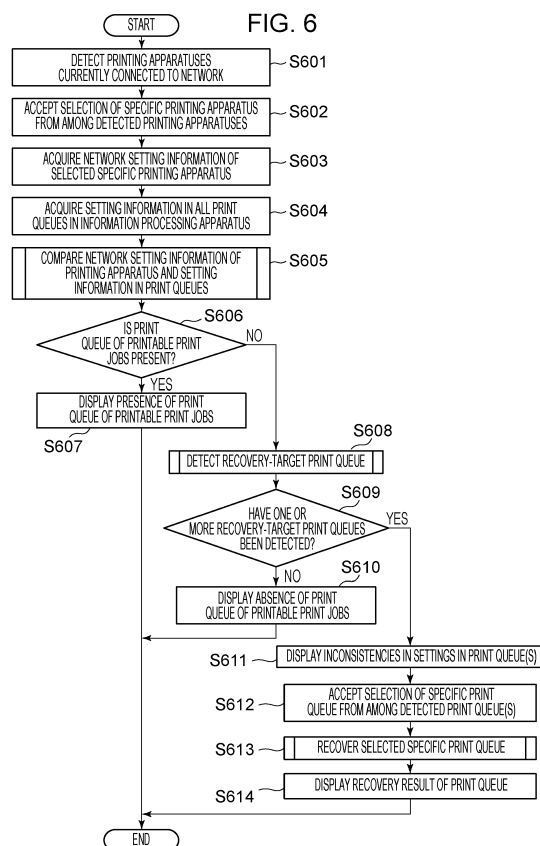 FIG. 6
START
DETECT PRINTING APPARATUSES
CURRENTLY CONNECTED TO NETWORK
S601
ACCEPT SELECTION OF SPECIFIC PRINTING APPARATUS
FROM AMONG DETECTED PRINTING APPARATUSES
S602
ACQUIRE NETWORK SETTING INFORMATION OF
SELECTED SPECIFIC PRINTING APPARATUS
S603
ACQUIRE SETTING INFORMATION IN ALL PRINT
QUEUES IN INFORMATION PROCESSING APPARATUS
S604
COMPARE NETWORK SETTING INFORMATION OF
PRINTING APPARATUS AND SETTING
INFORMATION IN PRINT QUEUES
S605
S606
IS PRINT
QUEUE OF PRINTABLE PRINT
JOBS PRESENT?
NO
YES
DISPLAY PRESENCE OF PRINT
QUEUE OF PRINTABLE PRINT JOBS
S607
S608
DETECT RECOVERY-TARGET PRINT QUEUE
S609
HAVE ONE OR
MORE RECOVERY-TARGET PRINT QUEUES
BEEN DETECTED?
YES
NO
S610
DISPLAY ABSENCE OF PRINT
QUEUE OF PRINTABLE PRINT JOBS
S611
DISPLAY INCONSISTENCIES IN SETTINGS IN PRINT QUEUE(S)
S612
ACCEPT SELECTION OF SPECIFIC PRINT
QUEUE FROM AMONG DETECTED PRINT QUEUE(S)
S613
RECOVER SELECTED SPECIFIC PRINT QUEUE
S614
DISPLAY RECOVERY RESULT OF PRINT QUEUE
END